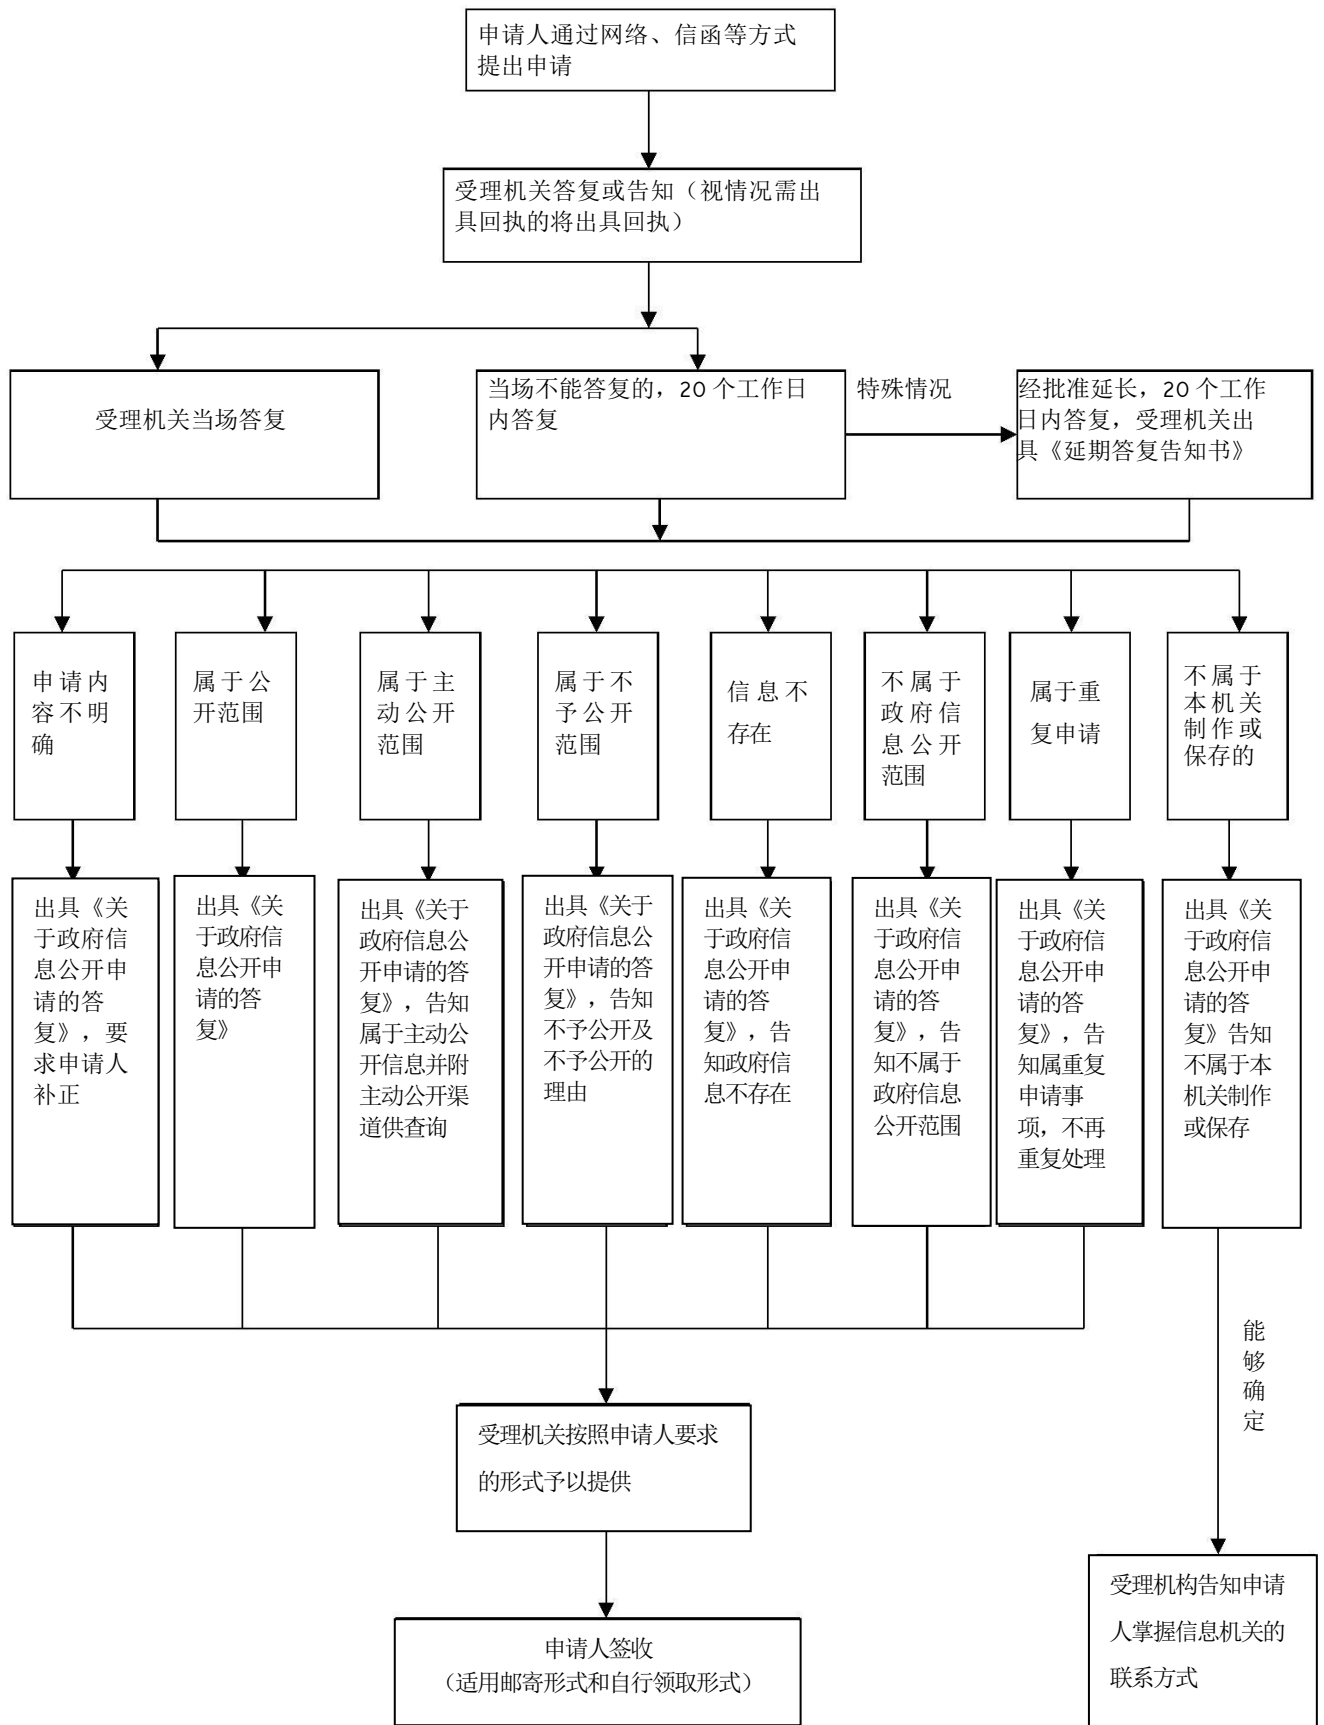 申请人通过网络、信函等方式
提出申请
受理机关答复或告知（视情况需出
具回执的将出具回执）
受理机关当场答复
当场不能答复的，20 个工作日
内答复
特殊情况
经批准延长，20 个工作
日内答复，受理机关出
具《延期答复告知书》
申请内
容不明
确
属于公
开范围
属于主
动公开
范围
属于不
予公开
范围
信息不
存在
不属于
政府信
息公开
范围
属于重
复申请
不属于
本机关
制作或
保存的
出具《关
于政府信
息公开申
请的答
复》，要
求申请人
补正
出具《关
于政府信
息公开申
请的答
复》
出具《关于
政府信息公
开申请的答
复》，告知
属于主动公
开信息并附
主动公开渠
道供查询
出具《关于
政府信息公
开申请的答
复》，告知
不予公开及
不予公开的
理由
出具《关
于政府信
息公开申
请的答
复》，告
知政府信
息不存在
出具《关
于政府信
息公开申
请的答
复》，告
知不属于
政府信息
公开范围
出具《关
于政府信
息公开申
请的答
复》，告
知属重复
申请事
项，不再
重复处理
出具《关
于政府信
息公开申
请的答
复》告知
不属于本
机关制作
或保存
能
够
确
定
受理机关按照申请人要求
的形式予以提供
申请人签收
（适用邮寄形式和自行领取形式）
受理机构告知申请
人掌握信息机关的
联系方式